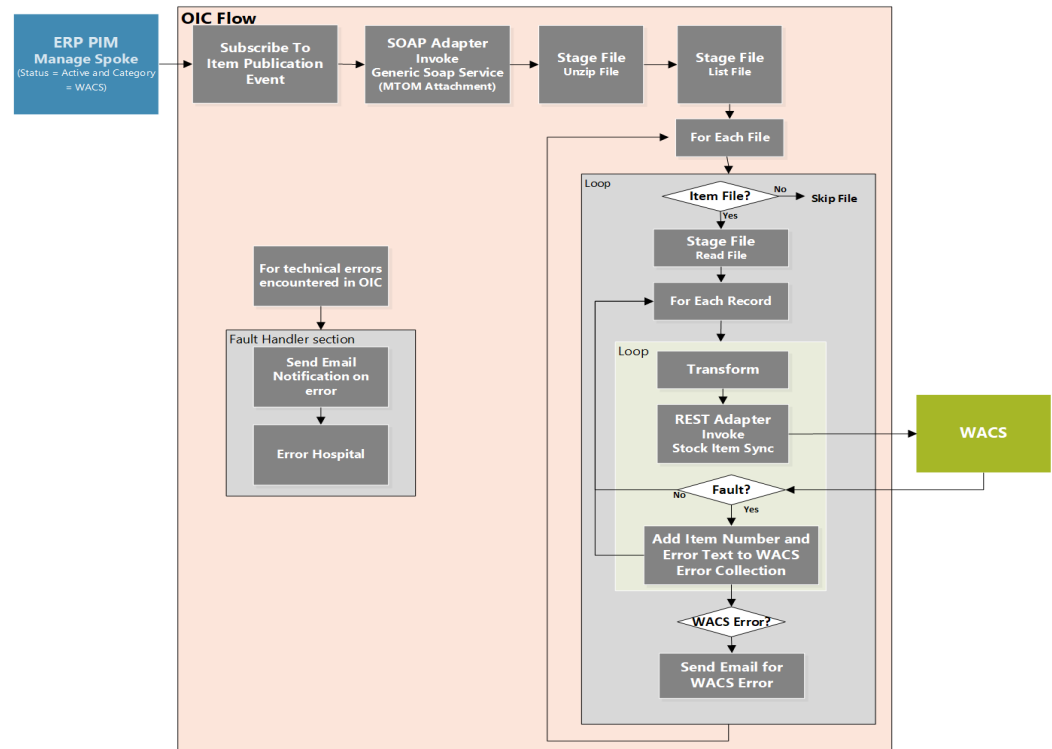 OIC Flow
ERP PIM
Manage Spoke
(Status = Active and Category
= WACS)
Subscribe To
Item Publication
Event
SOAP Adapter
Invoke
Generic Soap Service
(MTOM Attachment)
Stage File
Unzip File
Stage File
List File
For Each File
Loop
Item File?
No
Skip File
Yes
Stage File
Read File
For Each Record
Loop
Transform
REST Adapter
Invoke
Stock Item Sync
WACS
Fault?
No
Yes
Add Item Number and
Error Text to WACS
Error Collection
WACS Error?
Send Email for
WACS Error
For technical errors
encountered in OIC
Fault Handler section
Send Email
Notification on
error
Error Hospital